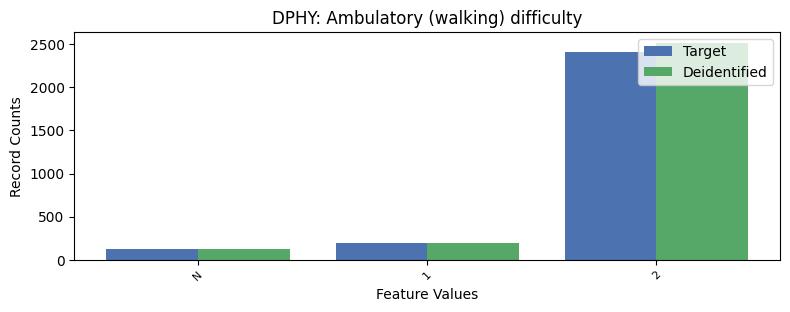 DPHY: Ambulatory (walking) difficulty
Target
Deidentified
Record Counts
2500
2000
1500
1000
500
0
N
1
2
Feature Values